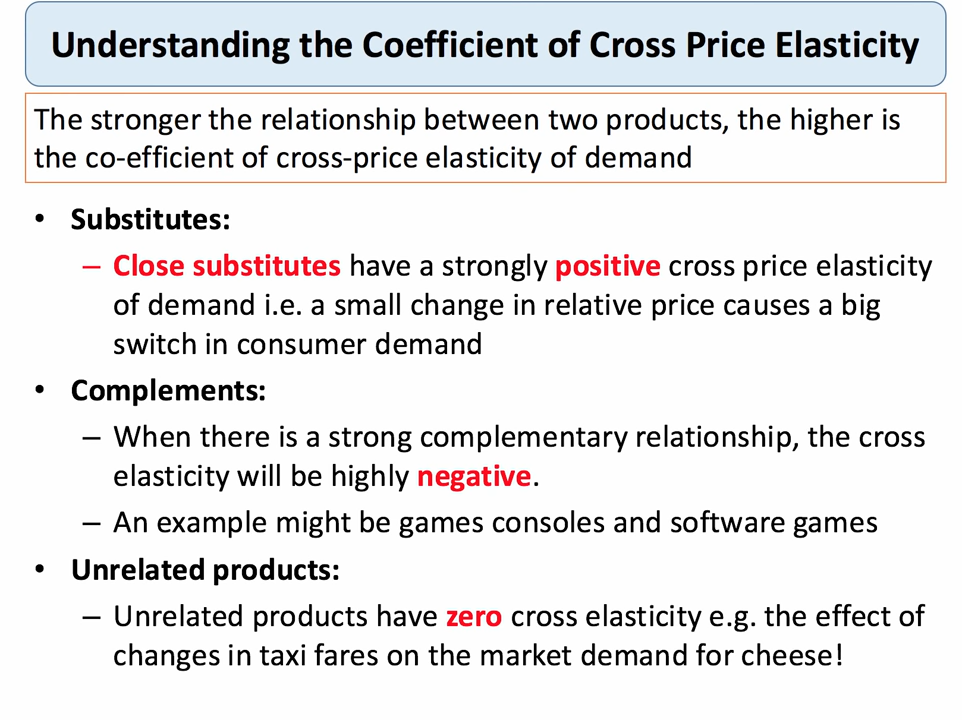 Understanding the Coefficient of Cross Price Elasticity
The stronger the relationship between two products, the higher is
the co-efficient of cross-price elasticity of demand
• Substitutes:
– Close substitutes have a strongly positive cross price elasticity
of demand i.e. a small change in relative price causes a big
switch in consumer demand
• Complements:
– When there is a strong complementary relationship, the cross
elasticity will be highly negative.
– An example might be games consoles and software games
• Unrelated products:
– Unrelated products have zero cross elasticity e.g. the effect of
changes in taxi fares on the market demand for cheese!